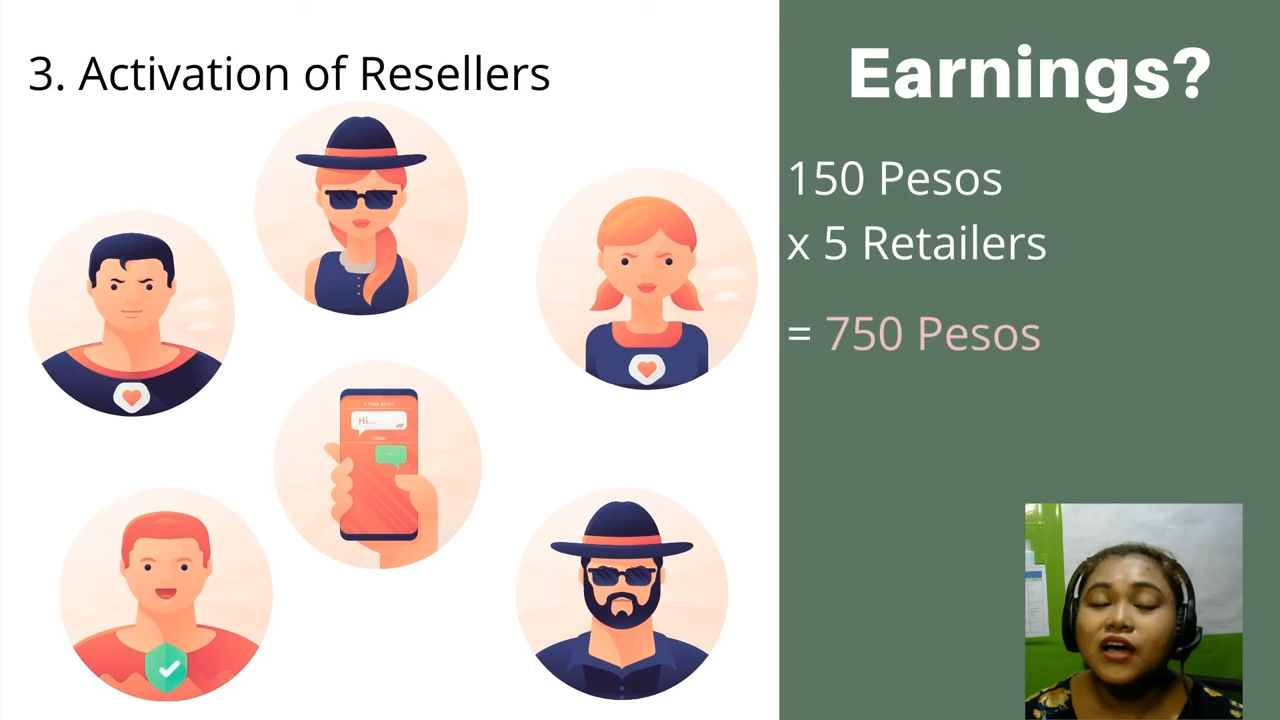 3. Activation of Resellers
Hi...
Earnings?
150 Pesos
x 5 Retailers
= 750 Pesos